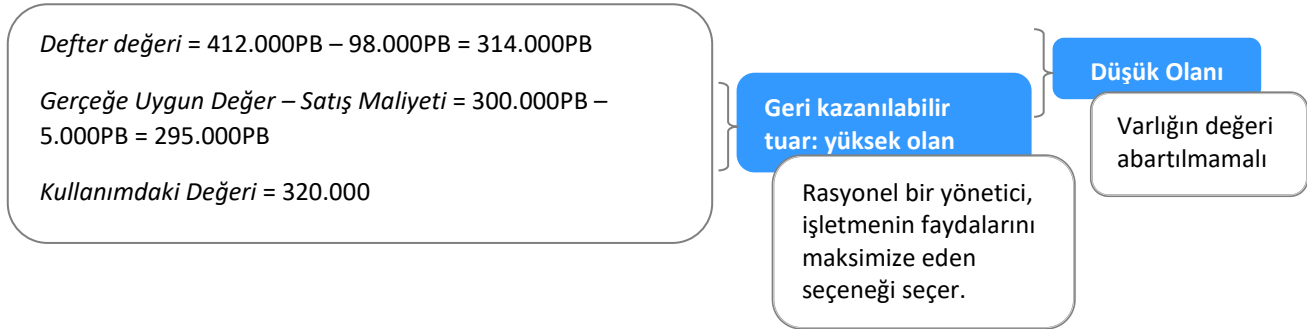 Defter değeri = 412.000PB – 98.000PB = 314.000PB
Gerçeğe Uygun Değer – Satış Maliyeti = 300.000PB –
5.000PB = 295.000PB
Kullanımdaki Değeri = 320.000
Geri kazanılabilir
tuar: yüksek olan
Rasyonel bir yönetici,
işletmenin faydalarını
maksimize eden
seçeneği seçer.
Düşük Olanı
Varlığın değeri
abartılmamalı